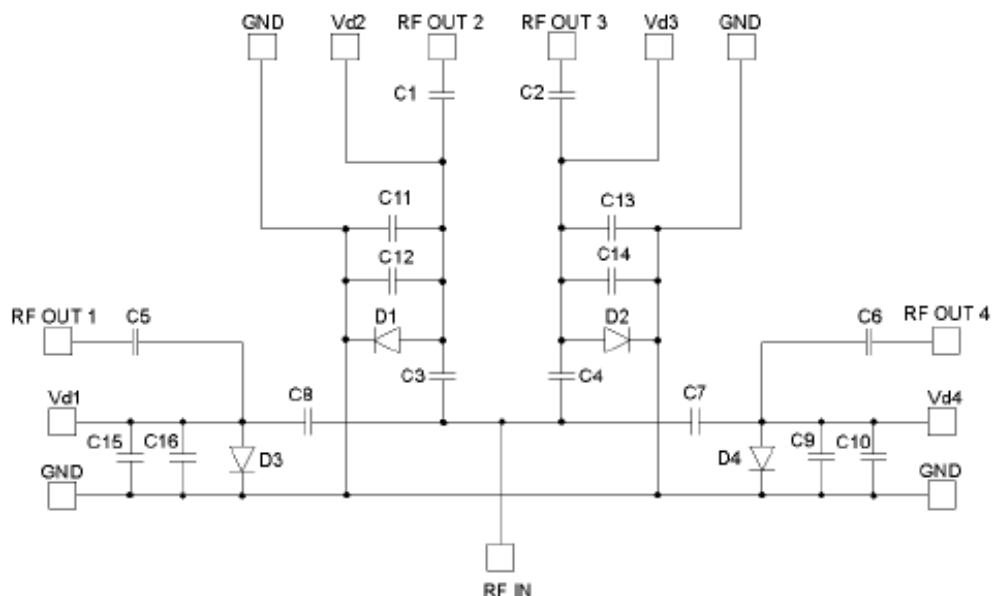 GND Vd2 RF OUT 2 RF OUT 3 Vd3 GND
C1 C2
C11 C13
C12 C14
RF OUT 1 C5 D1 D2 C6 RF OUT 4
C3 C4
Vd1 C8 C7 Vd4
C15 C16 D3 D4 C9 C10
GND GND
RF IN